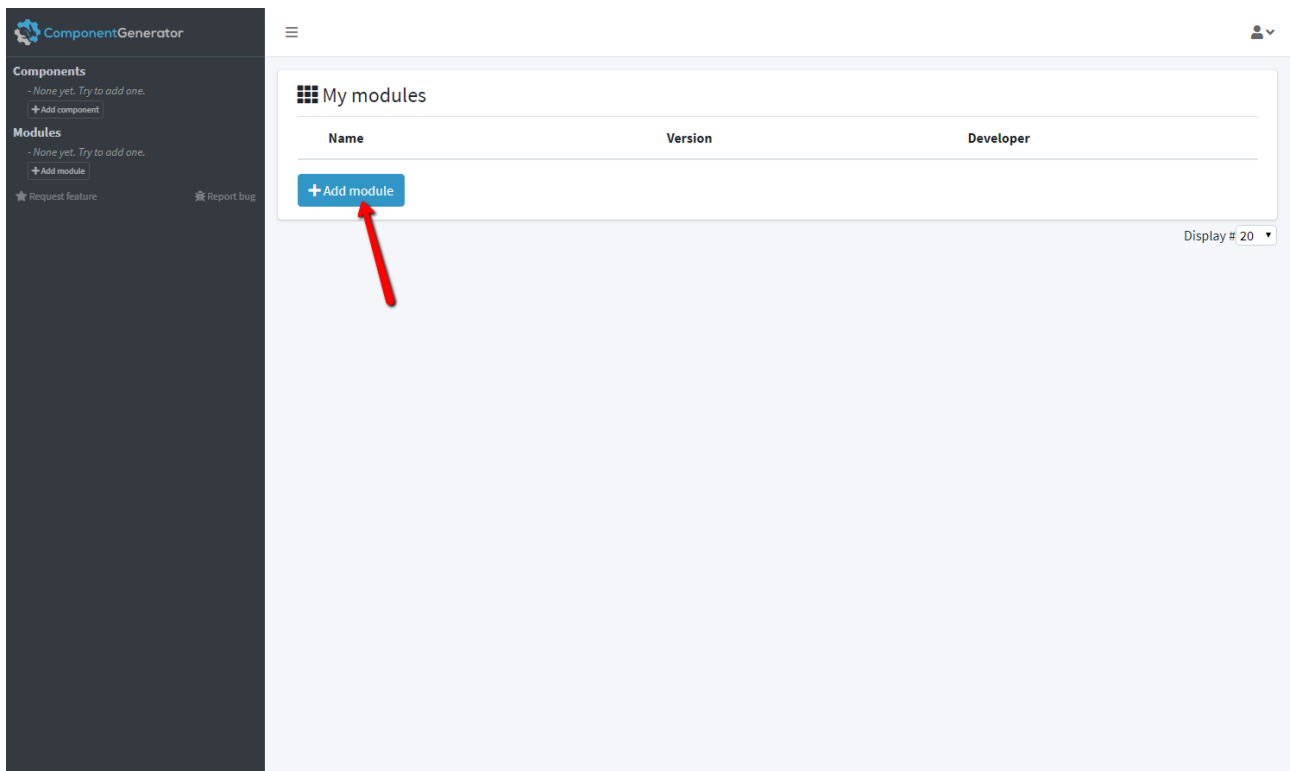 ComponentGenerator
Components
- None yet. Try to add one.
+Add component
Modules
- None yet. Try to add one.
+Add module
Request feature
Report bug
My modules
Name Version Developer
+Add module
Display # 20